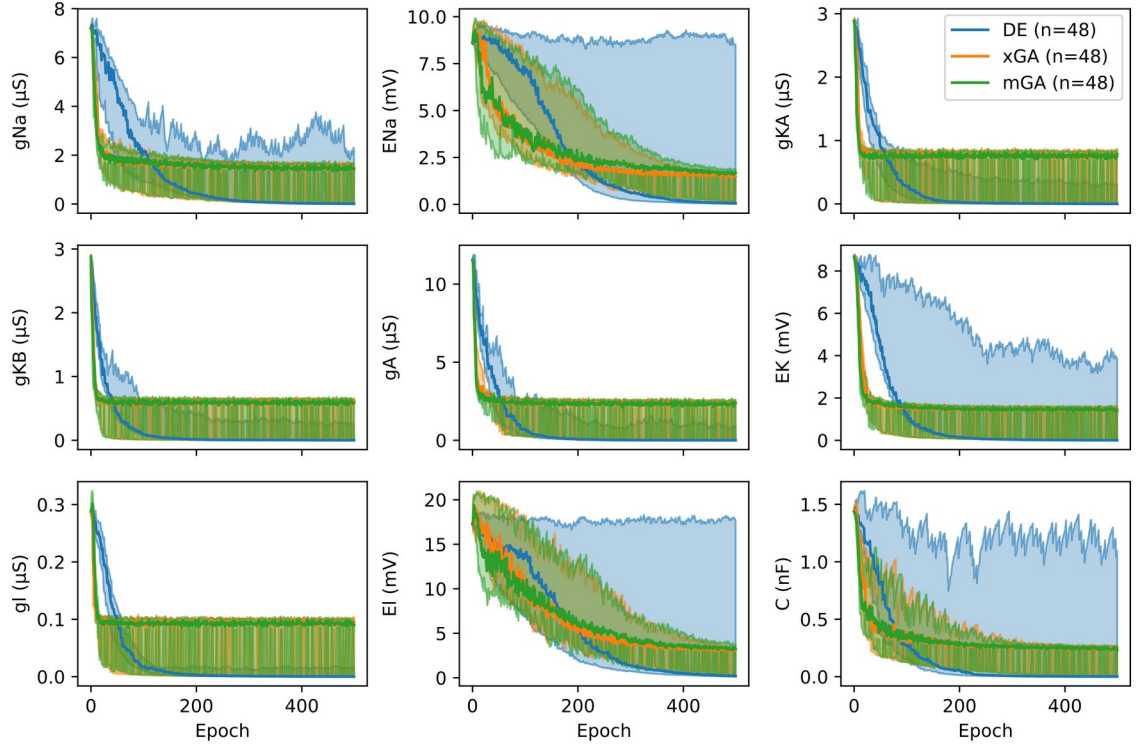 gNa (µS)
8
6
4
2
0
ENa (mV)
10.0
7.5
5.0
2.5
0.0
gKA (µS)
3
2
1
0
DE (n=48)
xGA (n=48)
mGA (n=48)
gKB (µS)
3
2
1
0
gA (µS)
10
5
0
EK (mV)
8
6
4
2
0
gl (µS)
0.3
0.2
0.1
0.0
0 200 400
Epoch
El (mV)
20
15
10
5
0
0 200 400
Epoch
C (nF)
1.5
1.0
0.5
0.0
0 200 400
Epoch